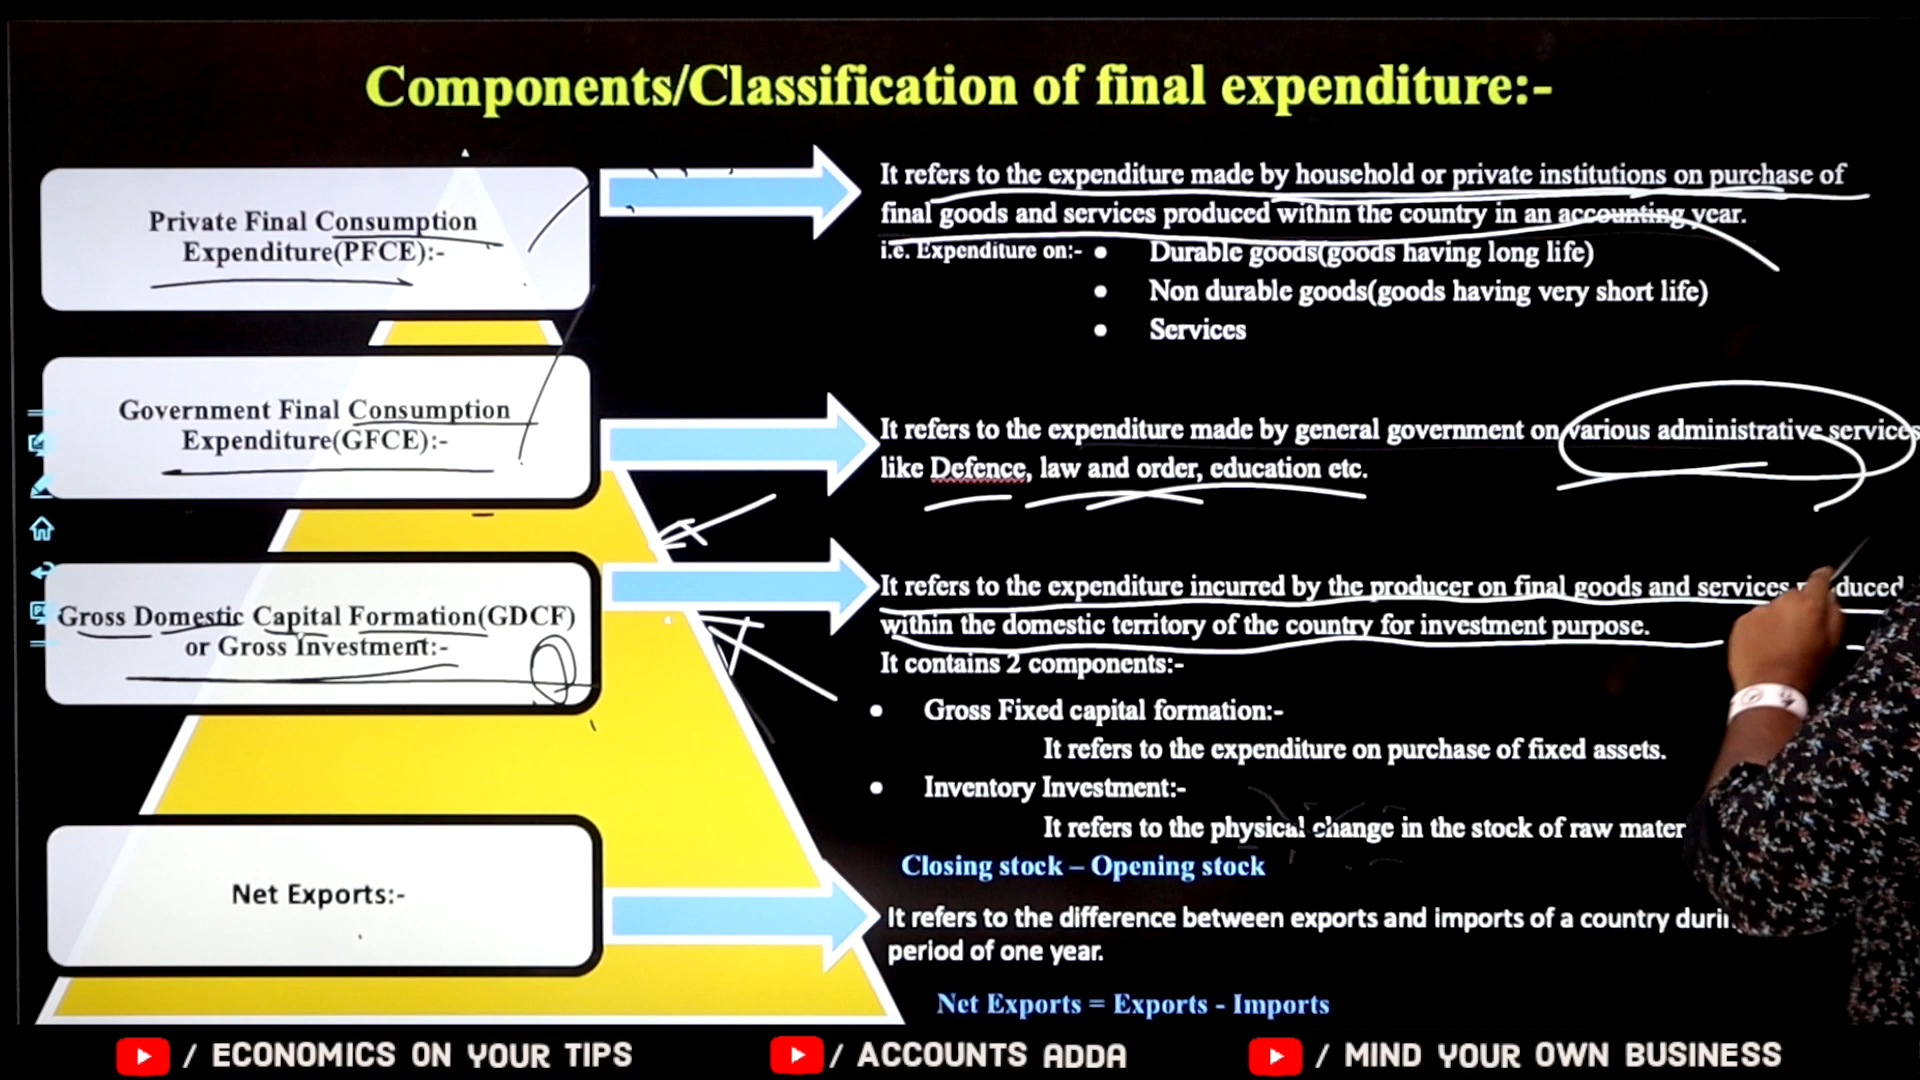 Components/Classification of final expenditure:-
Private Final Consumption
Expenditure(PFCE):-
It refers to the expenditure made by household or private institutions on purchase of
final goods and services produced within the country in an accounting year.
i.e. Expenditure on:- • Durable goods(goods having long life)
• Non durable goods(goods having very short life)
• Services
Government Final Consumption
Expenditure(GFCE):-
It refers to the expenditure made by general government on various administrative services
like Defence, law and order, education etc.
Gross Domestic Capital Formation(GDCF)
or Gross Investment:-
It refers to the expenditure incurred by the producer on final goods and services
within the domestic territory of the country for investment purpose.
It contains 2 components:-
• Gross Fixed capital formation:-
It refers to the expenditure on purchase of fixed assets.
• Inventory Investment:-
It refers to the physical change in the stock of raw mater
Closing stock – Opening stock
Net Exports:-
It refers to the difference between exports and imports of a country
period of one year.
Net Exports = Exports - Imports
/ ECONOMICS ON YOUR TIPS
/ ACCOUNTS ADDA
/ MIND YOUR OWN BUSINESS